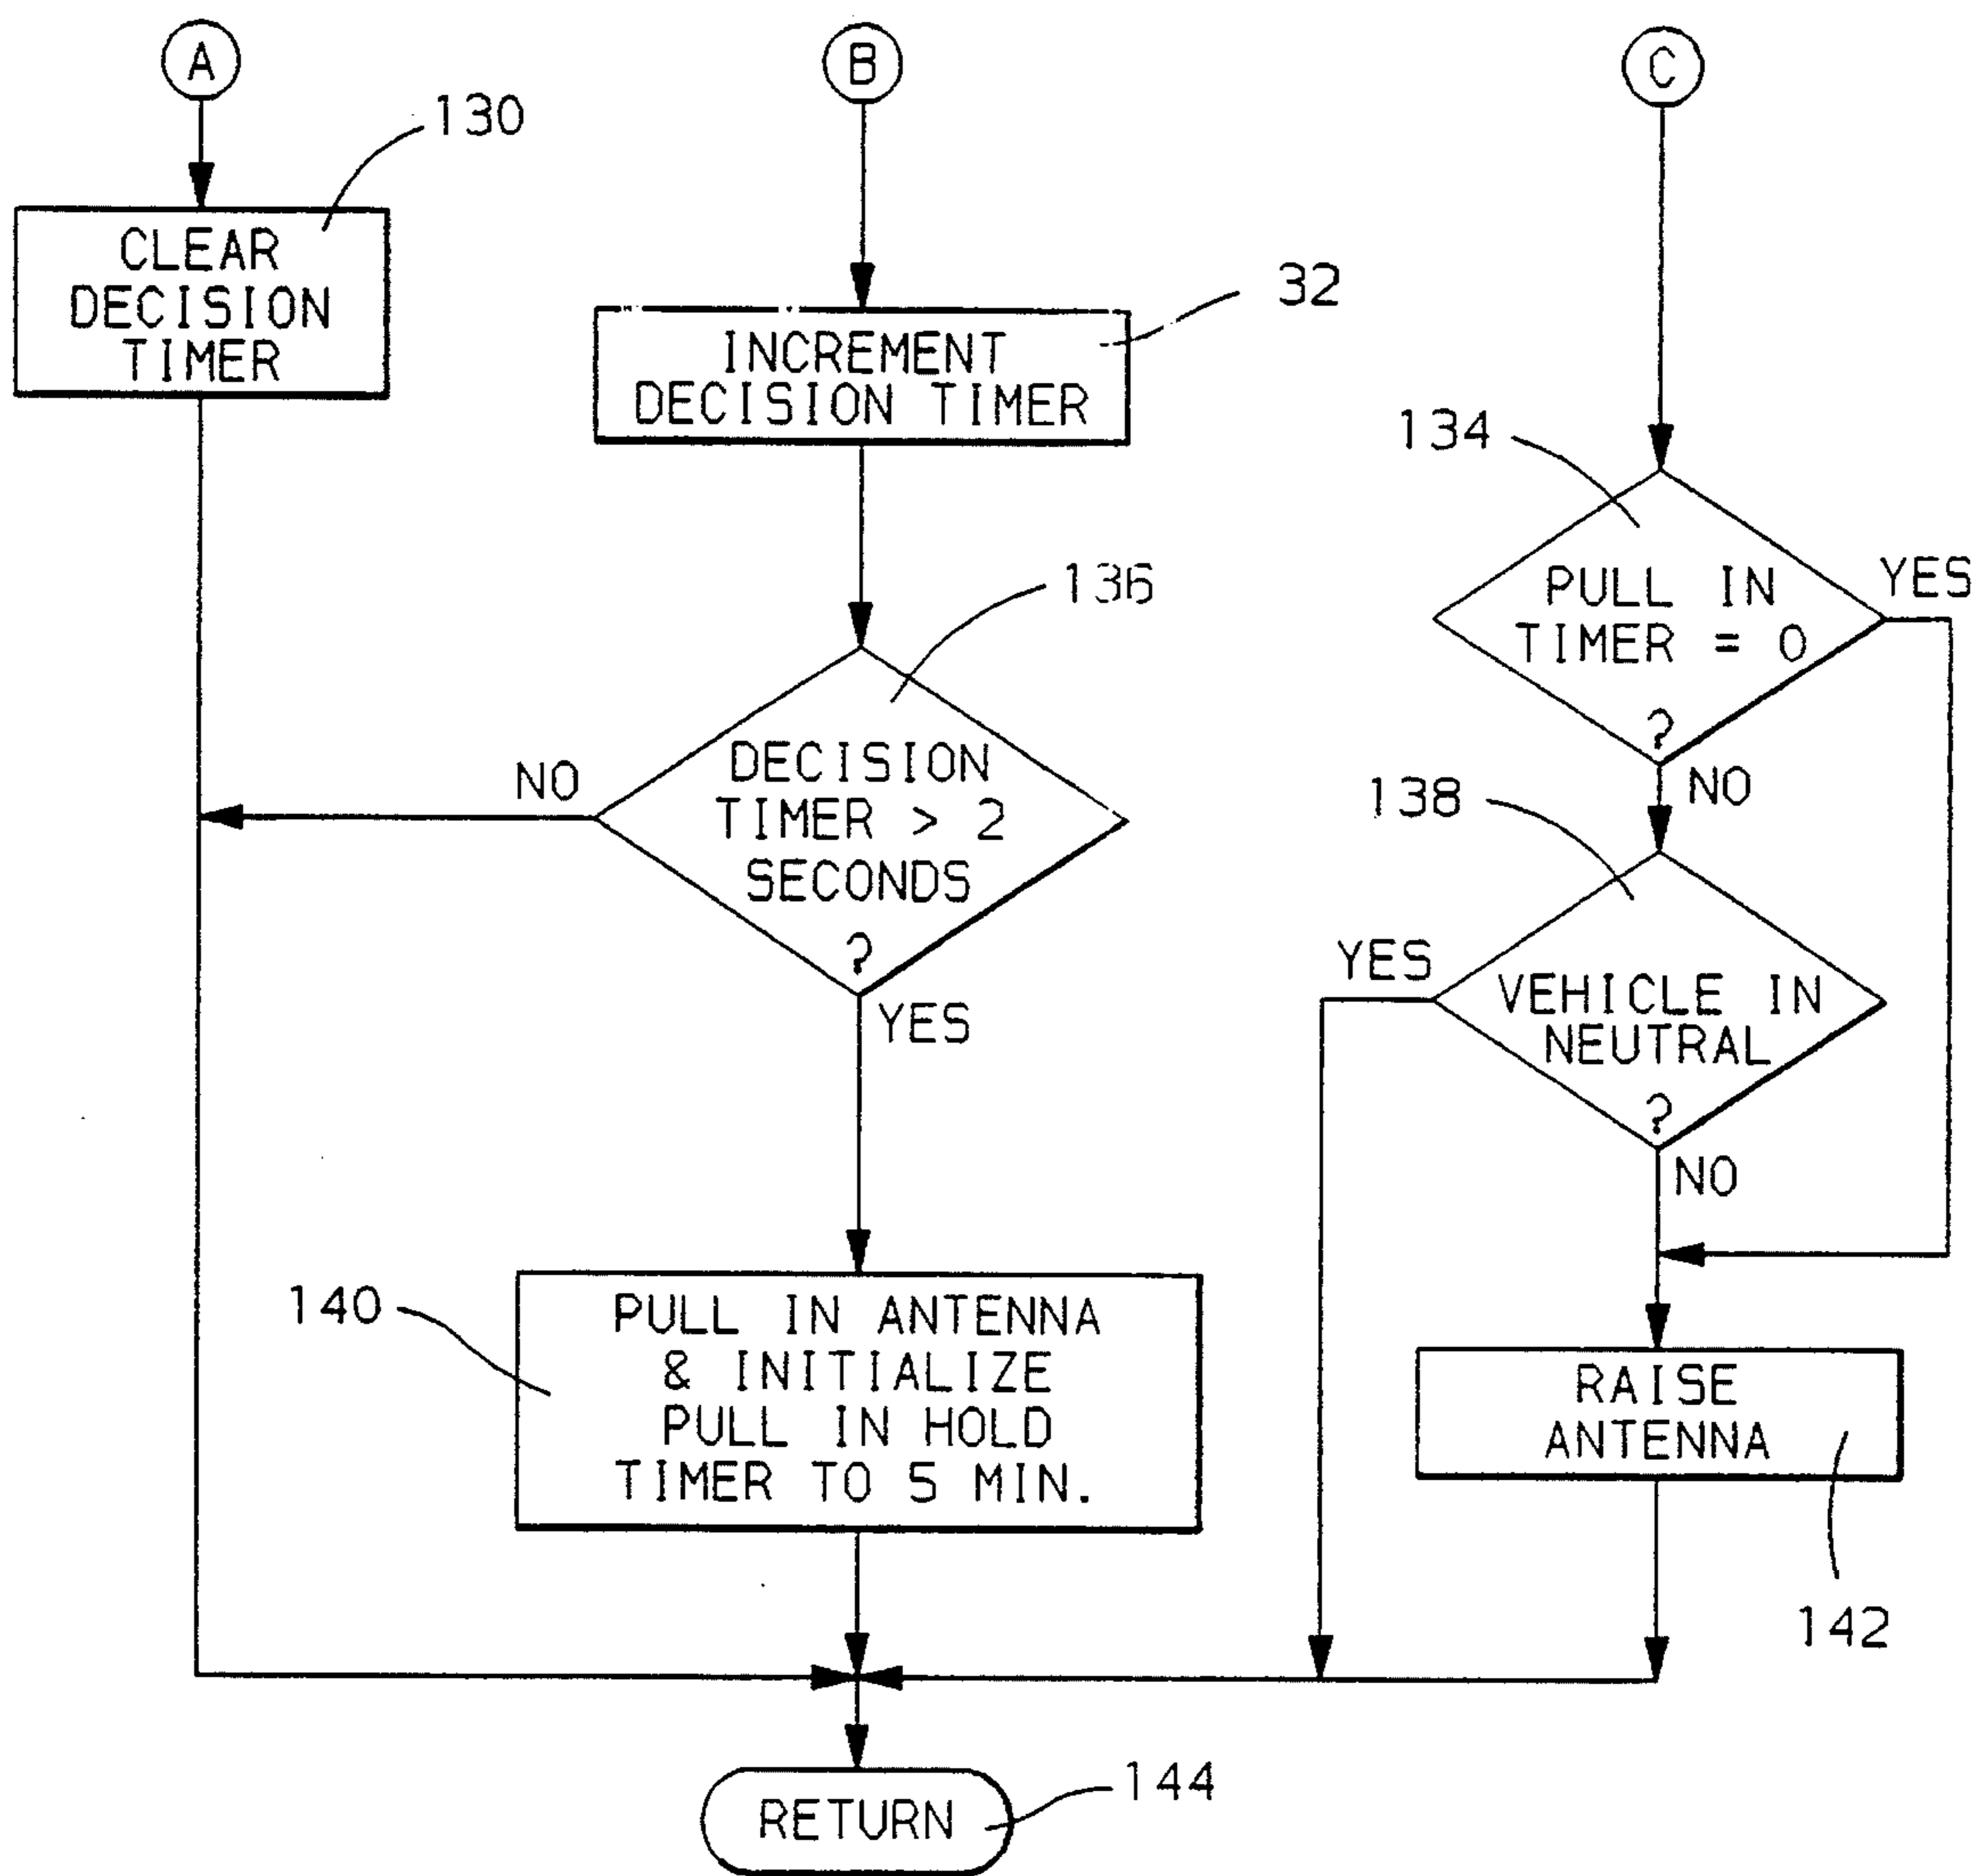 A
B
C
130
CLEAR
DECISION
TIMER
32
INCREMENT
DECISION TIMER
134
PULL IN
TIMER = 0
?
YES
NO
136
DECISION
TIMER > 2
SECONDS
?
NO
YES
138
VEHICLE IN
NEUTRAL
?
YES
NO
140
PULL IN ANTENNA
& INITIALIZE
PULL IN HOLD
TIMER TO 5 MIN.
RAISE
ANTENNA
142
RETURN
144